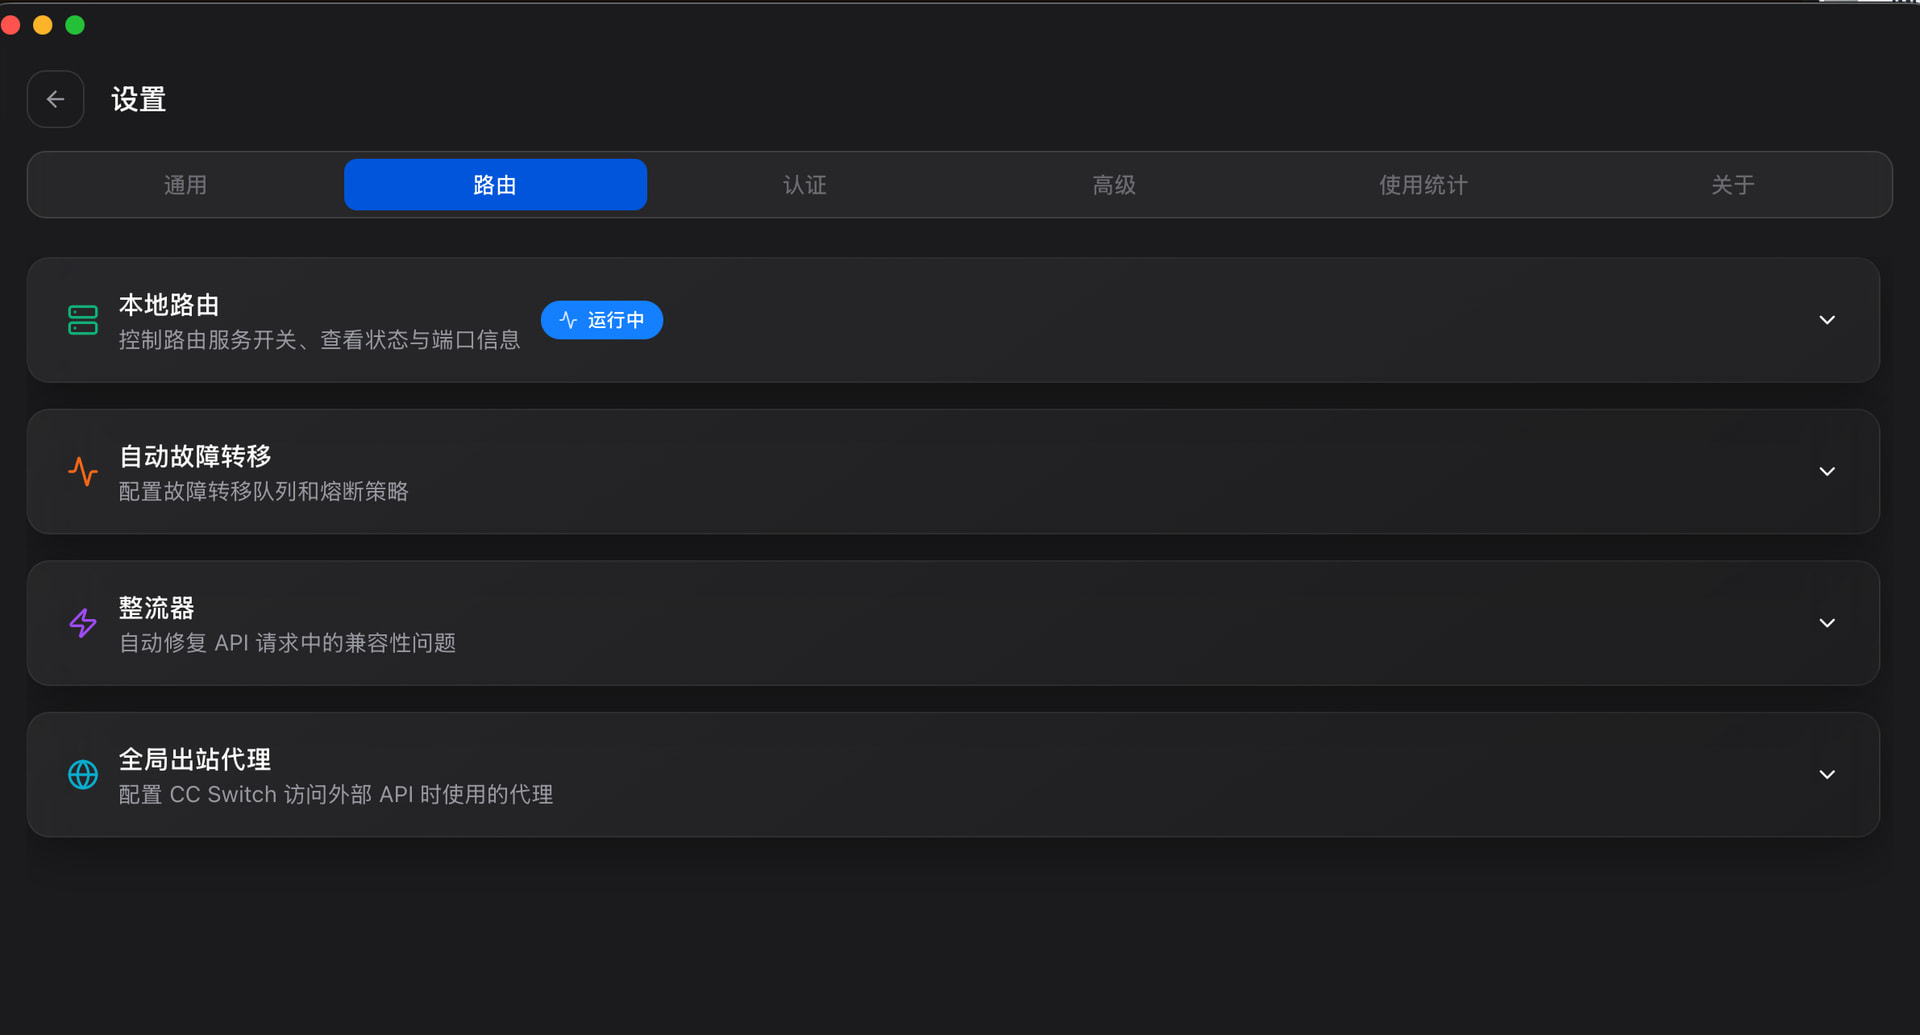 设置
通用
路由
认证
高级
使用统计
关于
本地路由
控制路由服务开关、查看状态与端口信息
运行中
自动故障转移
配置故障转移队列和熔断策略
整流器
自动修复 API 请求中的兼容性问题
全局出站代理
配置 CC Switch 访问外部 API 时使用的代理